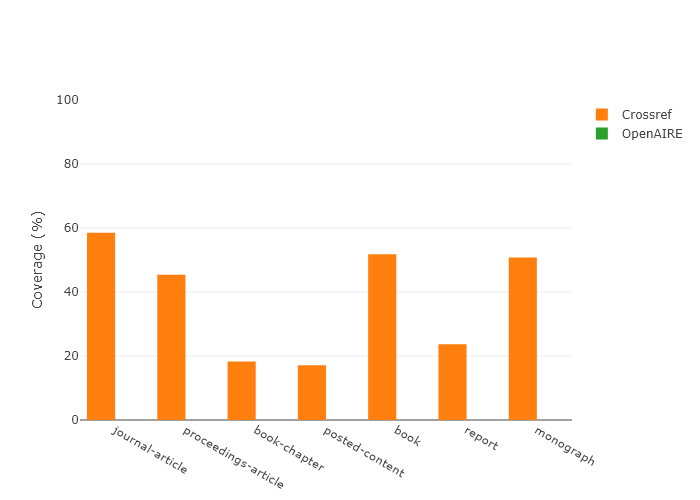 100
80
60
40
20
0
Coverage (%)
Crossref
OpenAIRE
journal-article
proceedings-article
book-chapter
posted-content
book
report
monograph